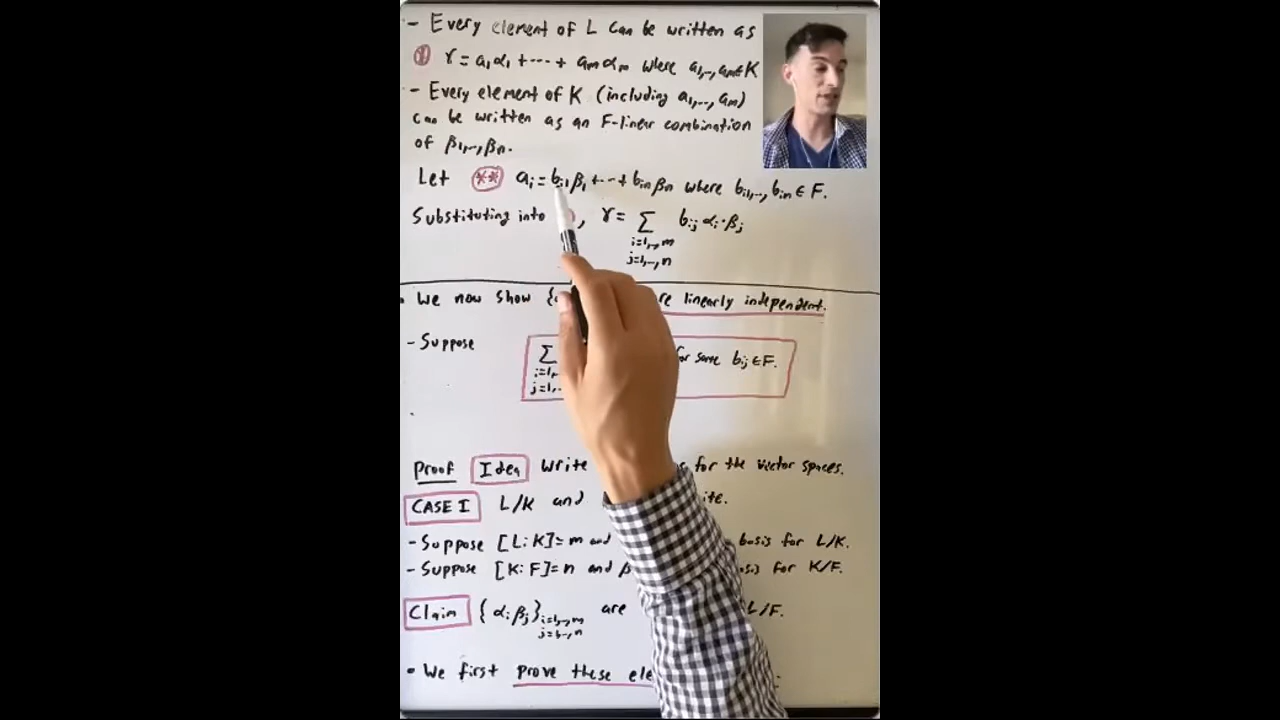 - Every element of L can be written as
(*) γ = a₁α₁ + ··· + aₘαₘ where a₁,..,aₘ∈K
- Every element of K (including a₁,..., aₘ)
can be written as an F-linear combination
of β₁,..,βₙ.
Let (**) aᵢ = bᵢ₁β₁ + ··· + bᵢₙβₙ where bᵢ₁,..,bᵢₙ ∈ F.
Substituting into , γ = Σ bᵢⱼ αᵢ·βⱼ
i=1,..,m
j=1,..,n
• We now show { re linearly independent.
- Suppose Σ for some bᵢⱼ∈F.
i=1,
j=1,
Proof Idea Write for the vector spaces.
CASE I L/K and
- Suppose [L:K]=m and basis for L/K.
- Suppose [K:F]=n and β for K/F.
Claim {αᵢβⱼ} are L/F.
i=1,..,m
j=1,..,n
• We first prove these